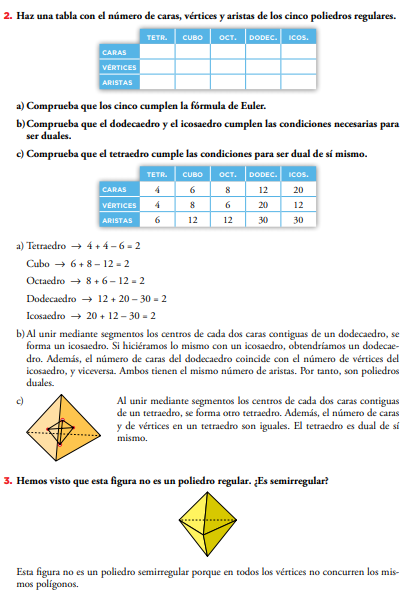 2. Haz una tabla con el número de caras, vértices y aristas de los cinco poliedros regulares.
TETR. CUBO OCT. DODEC. ICOS.
CARAS
VÉRTICES
ARISTAS
a) Comprueba que los cinco cumplen la fórmula de Euler.
b) Comprueba que el dodecaedro y el icosaedro cumplen las condiciones necesarias para
ser duales.
c) Comprueba que el tetraedro cumple las condiciones para ser dual de sí mismo.
TETR. CUBO OCT. DODEC. ICOS.
CARAS 4 6 8 12 20
VÉRTICES 4 8 6 20 12
ARISTAS 6 12 12 30 30
a) Tetraedro → 4 + 4 – 6 = 2
Cubo → 6 + 8 – 12 = 2
Octaedro → 8 + 6 – 12 = 2
Dodecaedro → 12 + 20 – 30 = 2
Icosaedro → 20 + 12 – 30 = 2
b) Al unir mediante segmentos los centros de cada dos caras contiguas de un dodecaedro, se
forma un icosaedro. Si hiciéramos lo mismo con un icosaedro, obtendríamos un dodecae-
dro. Además, el número de caras del dodecaedro coincide con el número de vértices del
icosaedro, y viceversa. Ambos tienen el mismo número de aristas. Por tanto, son poliedros
duales.
c) Al unir mediante segmentos los centros de cada dos caras contiguas
de un tetraedro, se forma otro tetraedro. Además, el número de caras
y de vértices en un tetraedro son iguales. El tetraedro es dual de sí
mismo.
3. Hemos visto que esta figura no es un poliedro regular. ¿Es semirregular?
Esta figura no es un poliedro semirregular porque en todos los vértices no concurren los mis-
mos polígonos.